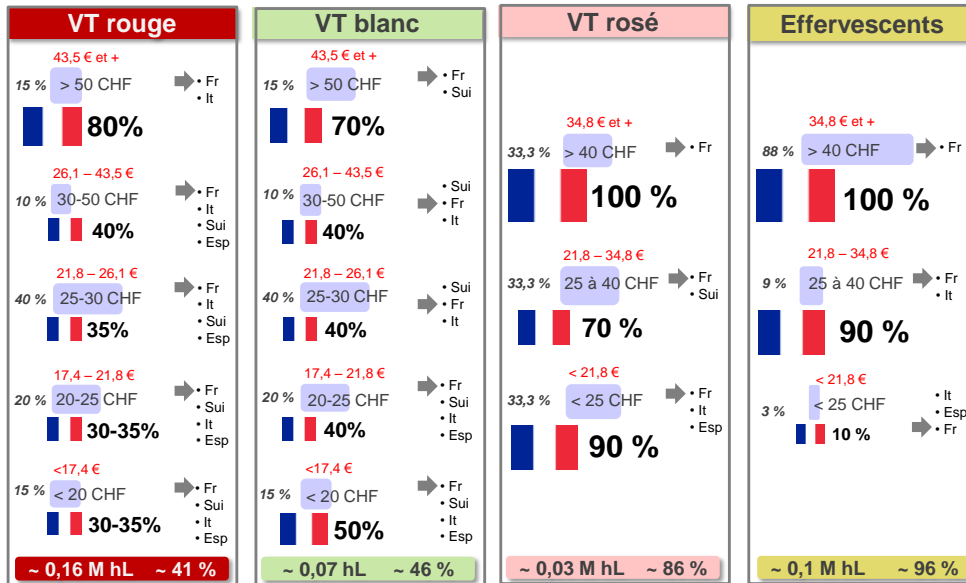 VT rouge
43,5 € et +
15 % > 50 CHF
• Fr
• It
80%
26,1 – 43,5 €
10 % 30-50 CHF
• Fr
• It
• Sui
• Esp
40%
21,8 – 26,1 €
40 % 25-30 CHF
• Fr
• It
• Sui
• Esp
35%
17,4 – 21,8 €
20 % 20-25 CHF
• Fr
• Sui
• It
• Esp
30-35%
<17,4 €
15 % < 20 CHF
• Fr
• Sui
• It
• Esp
30-35%
~ 0,16 M hL ~ 41 %
VT blanc
43,5 € et +
15 % > 50 CHF
• Fr
• Sui
70%
26,1 – 43,5 €
10 % 30-50 CHF
• Sui
• Fr
• It
40%
21,8 – 26,1 €
40 % 25-30 CHF
• Sui
• Fr
• It
40%
17,4 – 21,8 €
20 % 20-25 CHF
• Fr
• Sui
• It
• Esp
40%
<17,4 €
15 % < 20 CHF
• Fr
• Sui
• It
• Esp
50%
~ 0,07 hL ~ 46 %
VT rosé
34,8 € et +
33,3 % > 40 CHF
• Fr
100 %
21,8 – 34,8 €
33,3 % 25 à 40 CHF
• Fr
• Sui
70 %
< 21,8 €
33,3 % < 25 CHF
• Fr
• It
• Esp
90 %
~ 0,03 M hL ~ 86 %
Effervescents
34,8 € et +
88 % > 40 CHF
• Fr
100 %
21,8 – 34,8 €
9 % 25 à 40 CHF
• Fr
• It
90 %
< 21,8 €
3 % < 25 CHF
• It
• Esp
• Fr
10 %
~ 0,1 M hL ~ 96 %